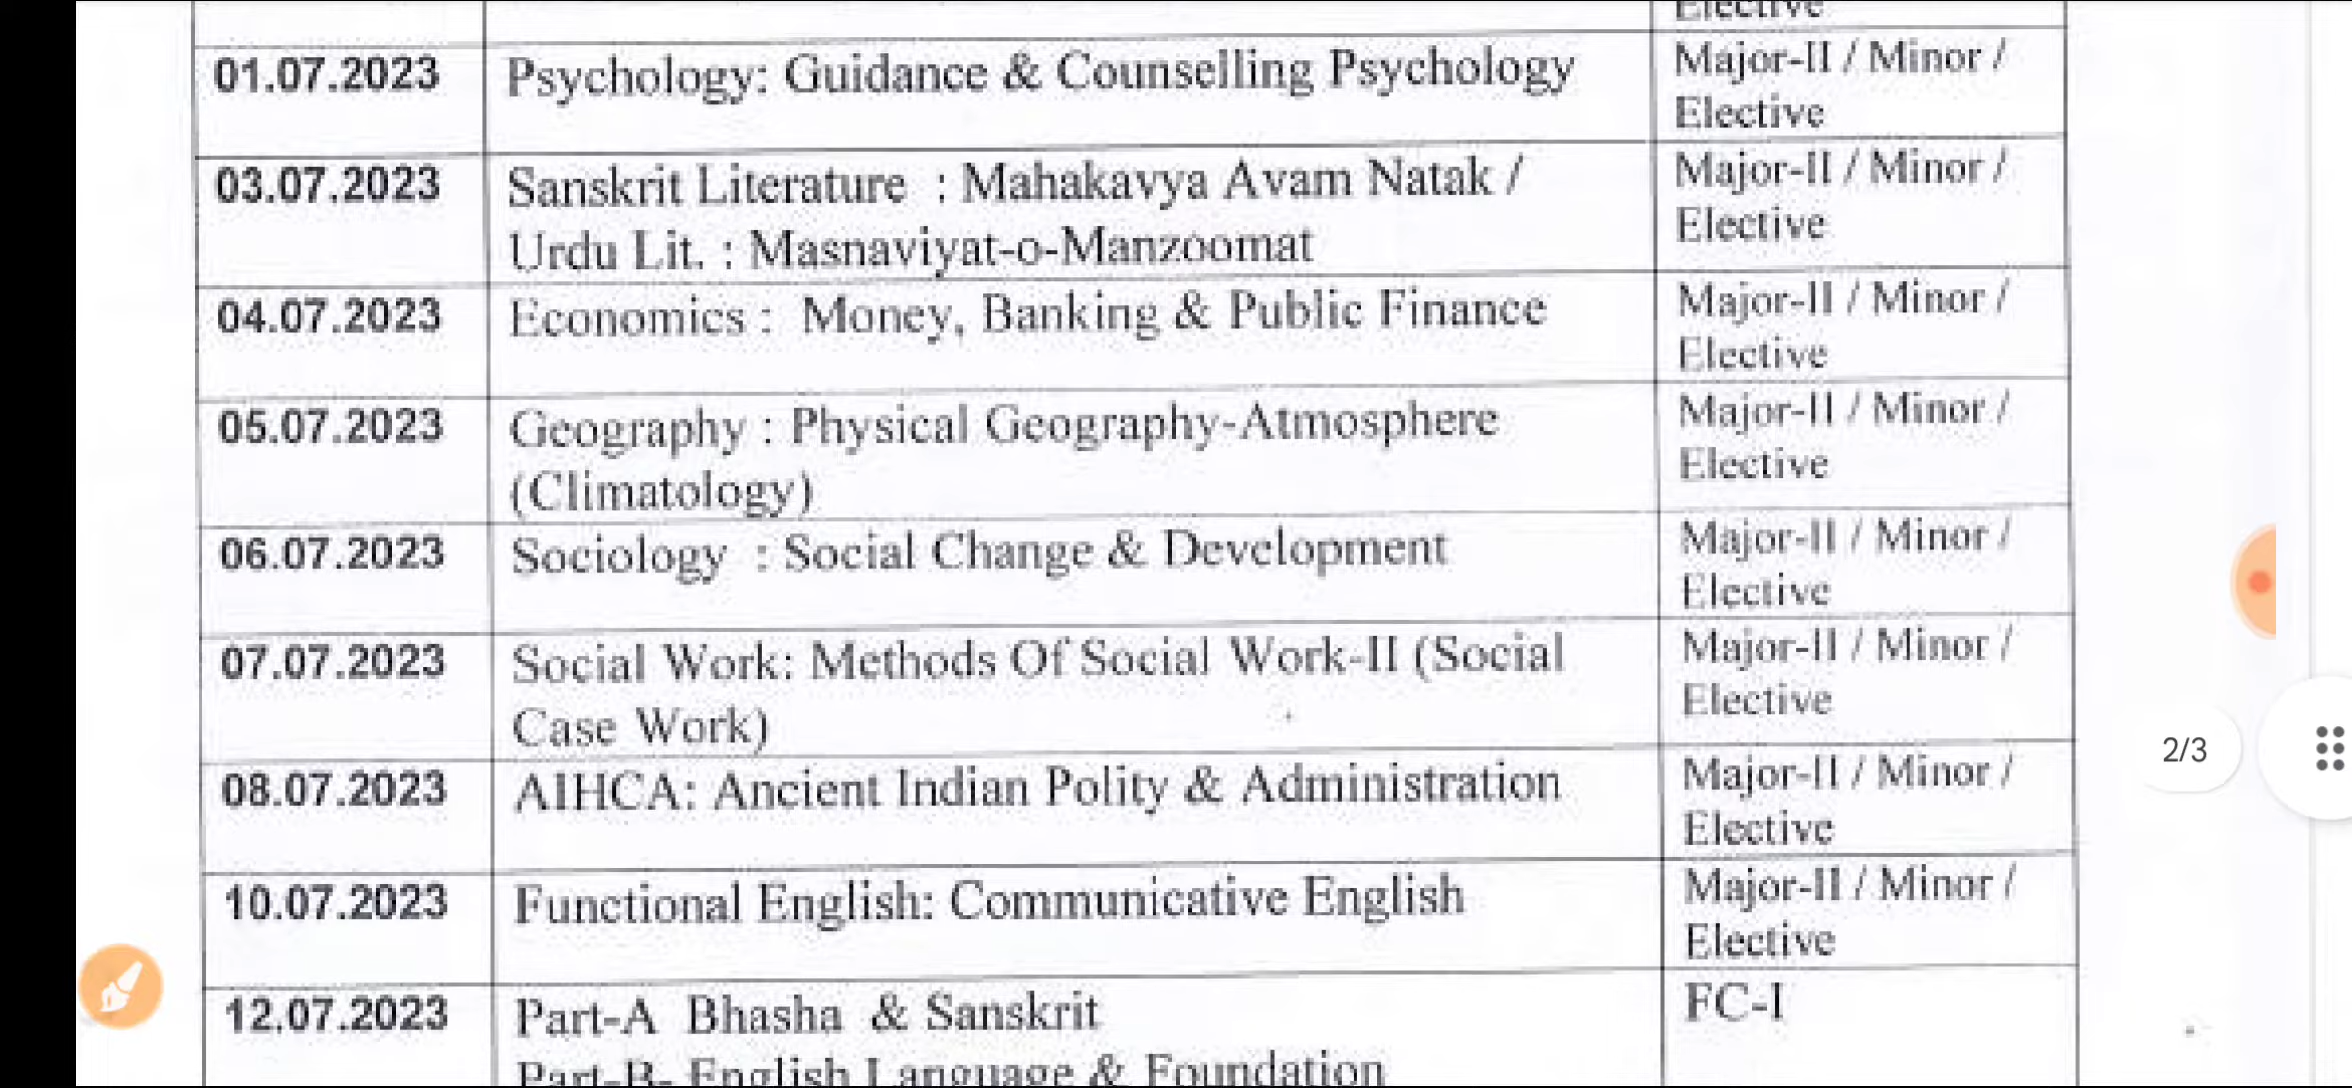 Elective
01.07.2023 Psychology: Guidance & Counselling Psychology Major-II / Minor /
Elective
03.07.2023 Sanskrit Literature : Mahakavya Avam Natak / Major-II / Minor /
Urdu Lit. : Masnaviyat-o-Manzoomat Elective
04.07.2023 Economics : Money, Banking & Public Finance Major-II / Minor /
Elective
05.07.2023 Geography : Physical Geography-Atmosphere Major-II / Minor /
(Climatology) Elective
06.07.2023 Sociology : Social Change & Development Major-II / Minor /
Elective
07.07.2023 Social Work: Methods Of Social Work-II (Social Major-II / Minor /
Case Work) Elective
2/3
08.07.2023 AIHCA: Ancient Indian Polity & Administration Major-II / Minor /
Elective
10.07.2023 Functional English: Communicative English Major-II / Minor /
Elective
12.07.2023 Part-A Bhasha & Sanskrit FC-I
Part-B- English Language & Foundation